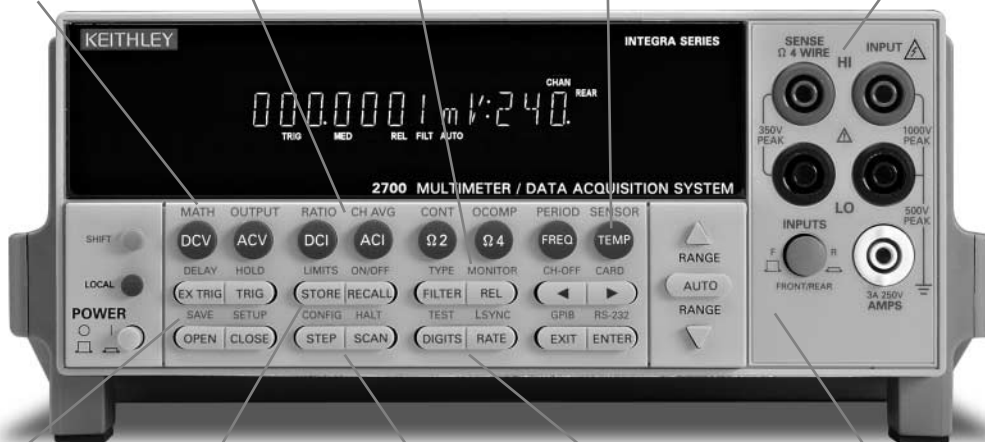 KEITHLEY
INTEGRA SERIES
CHAN
REAR
000.0001 mV:240.
TRIG MED REL FILT AUTO
2700 MULTIMETER / DATA ACQUISITION SYSTEM
SENSE
Ω 4 WIRE
INPUT
HI
350V
PEAK
1000V
PEAK
LO
500V
PEAK
INPUTS
F R
FRONT/REAR
3A 250V
AMPS
MATH OUTPUT RATIO CH AVG CONT OCOMP PERIOD SENSOR
SHIFT
DCV ACV DCI ACI Ω2 Ω4 FREQ TEMP
DELAY HOLD LIMITS ON/OFF TYPE MONITOR CH-OFF CARD
LOCAL
EX TRIG TRIG STORE RECALL FILTER REL
POWER
SAVE SETUP CONFIG HALT TEST LSYNC GPIB RS-232
OPEN CLOSE STEP SCAN DIGITS RATE EXIT ENTER
RANGE
AUTO
RANGE